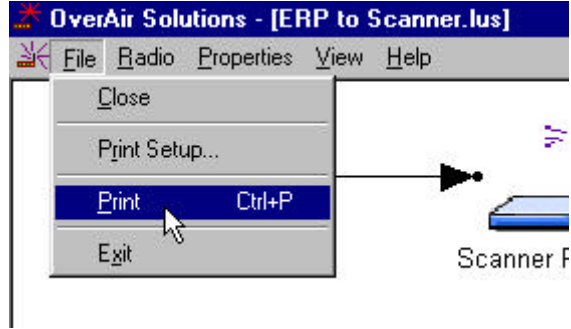 OverAir Solutions - [ERP to Scanner.lus]
File Radio Properties View Help
Close
Print Setup...
Print Ctrl+P
Exit
Scanner